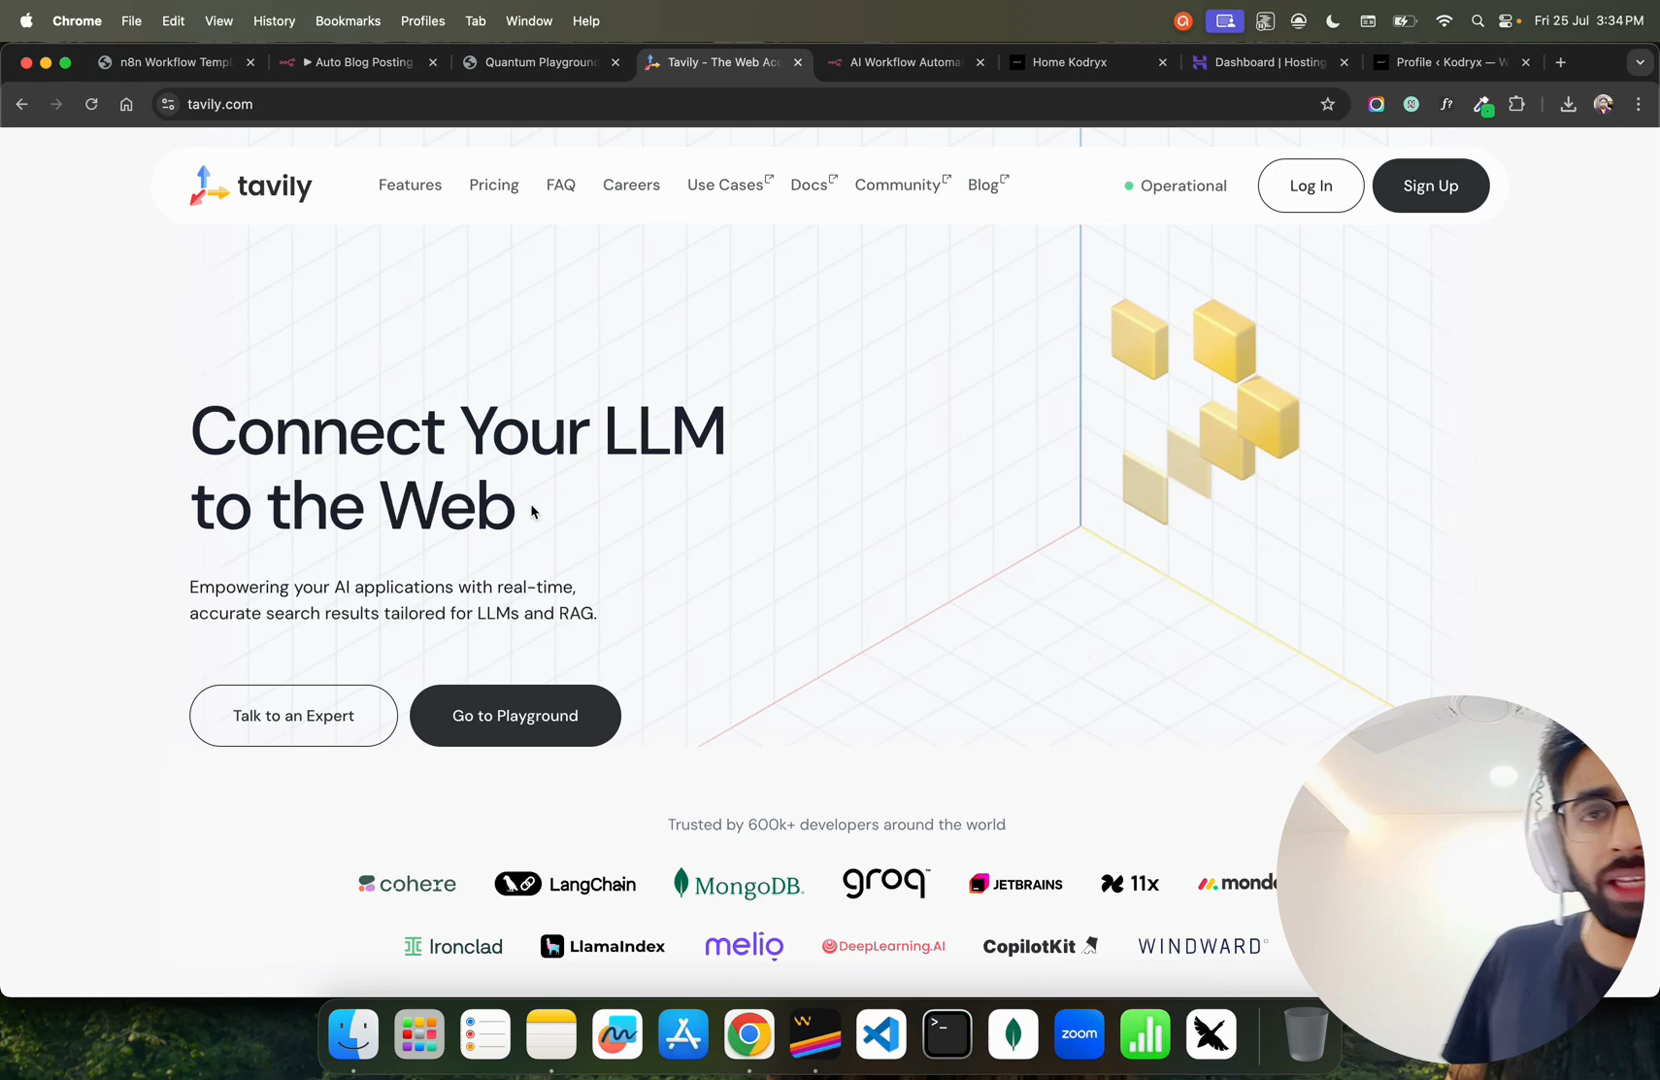 Chrome File Edit View History Bookmarks Profiles Tab Window Help Fri 25 Jul 3:34 PM
n8n Workflow Temp Auto Blog Posting Quantum Playground Tavily - The Web Acc AI Workflow Automa Home Kodryx Dashboard | Hosting Profile ‹ Kodryx — W
tavily.com
tavily Features Pricing FAQ Careers Use Cases Docs Community Blog Operational Log In Sign Up
Connect Your LLM
to the Web
Empowering your AI applications with real-time,
accurate search results tailored for LLMs and RAG.
Talk to an Expert Go to Playground
Trusted by 600k+ developers around the world
cohere LangChain MongoDB groq JETBRAINS 11x monda
Ironclad LlamaIndex melio DeepLearning.AI CopilotKit WINDWARD
zoom